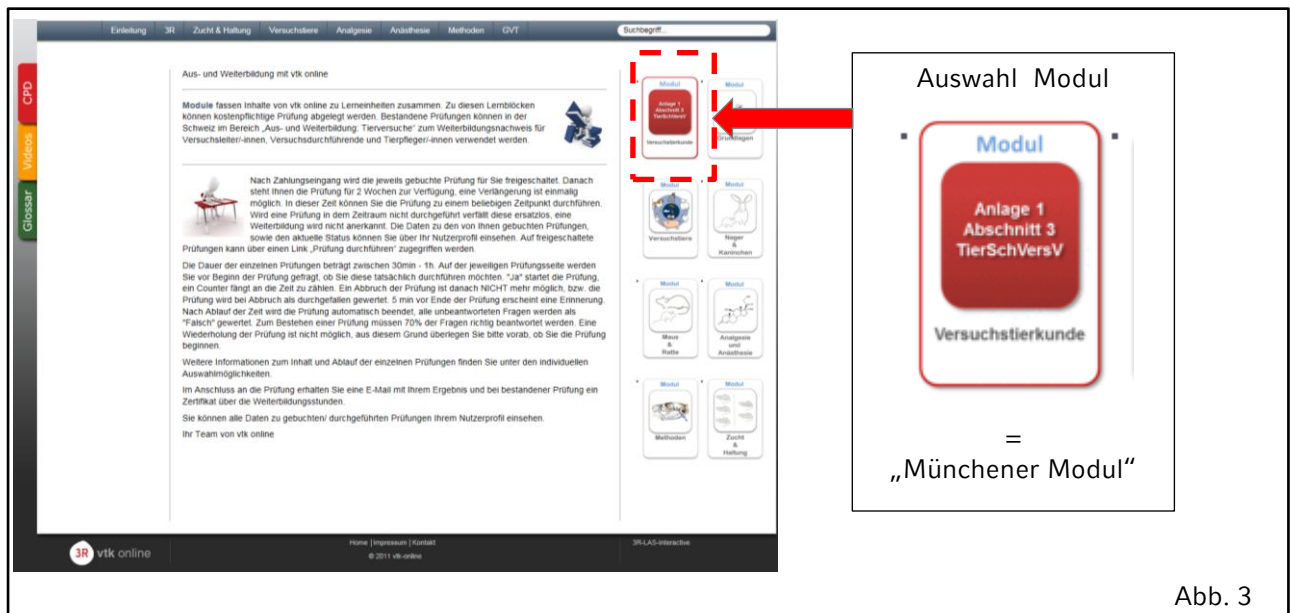 Einleitung 3R Zucht & Haltung Versuchstiere Analgesie Anästhesie Methoden GVT Suchbegriff...
CPD
Videos
Glossar
Aus- und Weiterbildung mit vtk online
Module fassen Inhalte von vtk online zu Lerneinheiten zusammen. Zu diesen Lernblöcken
können kostenpflichtige Prüfung abgelegt werden. Bestandene Prüfungen können in der
Schweiz im Bereich „Aus- und Weiterbildung: Tierversuche" zum Weiterbildungsnachweis für
Versuchsleiter/-innen, Versuchsdurchführende und Tierpfleger/-innen verwendet werden.
Nach Zahlungseingang wird die jeweils gebuchte Prüfung für Sie freigeschaltet. Danach
steht Ihnen die Prüfung für 2 Wochen zur Verfügung, eine Verlängerung ist einmalig
möglich. In dieser Zeit können Sie die Prüfung zu einem beliebigen Zeitpunkt durchführen.
Wird eine Prüfung in dem Zeitraum nicht durchgeführt verfällt diese ersatzlos, eine
Weiterbildung wird nicht anerkannt. Die Daten zu den von Ihnen gebuchten Prüfungen,
sowie den aktuelle Status können Sie über Ihr Nutzerprofil einsehen. Auf freigeschaltete
Prüfungen kann über einen Link „Prüfung durchführen" zugegriffen werden.
Die Dauer der einzelnen Prüfungen beträgt zwischen 30min - 1h. Auf der jeweiligen Prüfungsseite werden
Sie vor Beginn der Prüfung gefragt, ob Sie diese tatsächlich durchführen möchten. "Ja" startet die Prüfung,
ein Counter fängt an die Zeit zu zählen. Ein Abbruch der Prüfung ist danach NICHT mehr möglich, bzw. die
Prüfung wird bei Abbruch als durchgefallen gewertet. 5 min vor Ende der Prüfung erscheint eine Erinnerung.
Nach Ablauf der Zeit wird die Prüfung automatisch beendet, alle unbeantworteten Fragen werden als
"Falsch" gewertet. Zum Bestehen einer Prüfung müssen 70% der Fragen richtig beantwortet werden. Eine
Wiederholung der Prüfung ist nicht möglich, aus diesem Grund überlegen Sie bitte vorab, ob Sie die Prüfung
beginnen.
Weitere Informationen zum Inhalt und Ablauf der einzelnen Prüfungen finden Sie unter den individuellen
Auswahlmöglichkeiten.
Im Anschluss an die Prüfung erhalten Sie eine E-Mail mit Ihrem Ergebnis und bei bestandener Prüfung ein
Zertifikat über die Weiterbildungsstunden.
Sie können alle Daten zu gebuchten/ durchgeführten Prüfungen Ihrem Nutzerprofil einsehen.
Ihr Team von vtk online
Modul
Anlage 1
Abschnitt 3
TierSchVersV
Versuchstierkunde
Modul
Grundlagen
Modul
Versuchstiere
Modul
Nager
&
Kaninchen
Modul
Maus
&
Ratte
Modul
Analgesie
und
Anästhesie
Modul
Methoden
Modul
Zucht
&
Haltung
3R vtk online
Home | Impressum | Kontakt
© 2011 vtk-online
3R-LAS-interactive
Auswahl Modul
Modul
Anlage 1
Abschnitt 3
TierSchVersV
Versuchstierkunde
=
„Münchener Modul“
Abb. 3